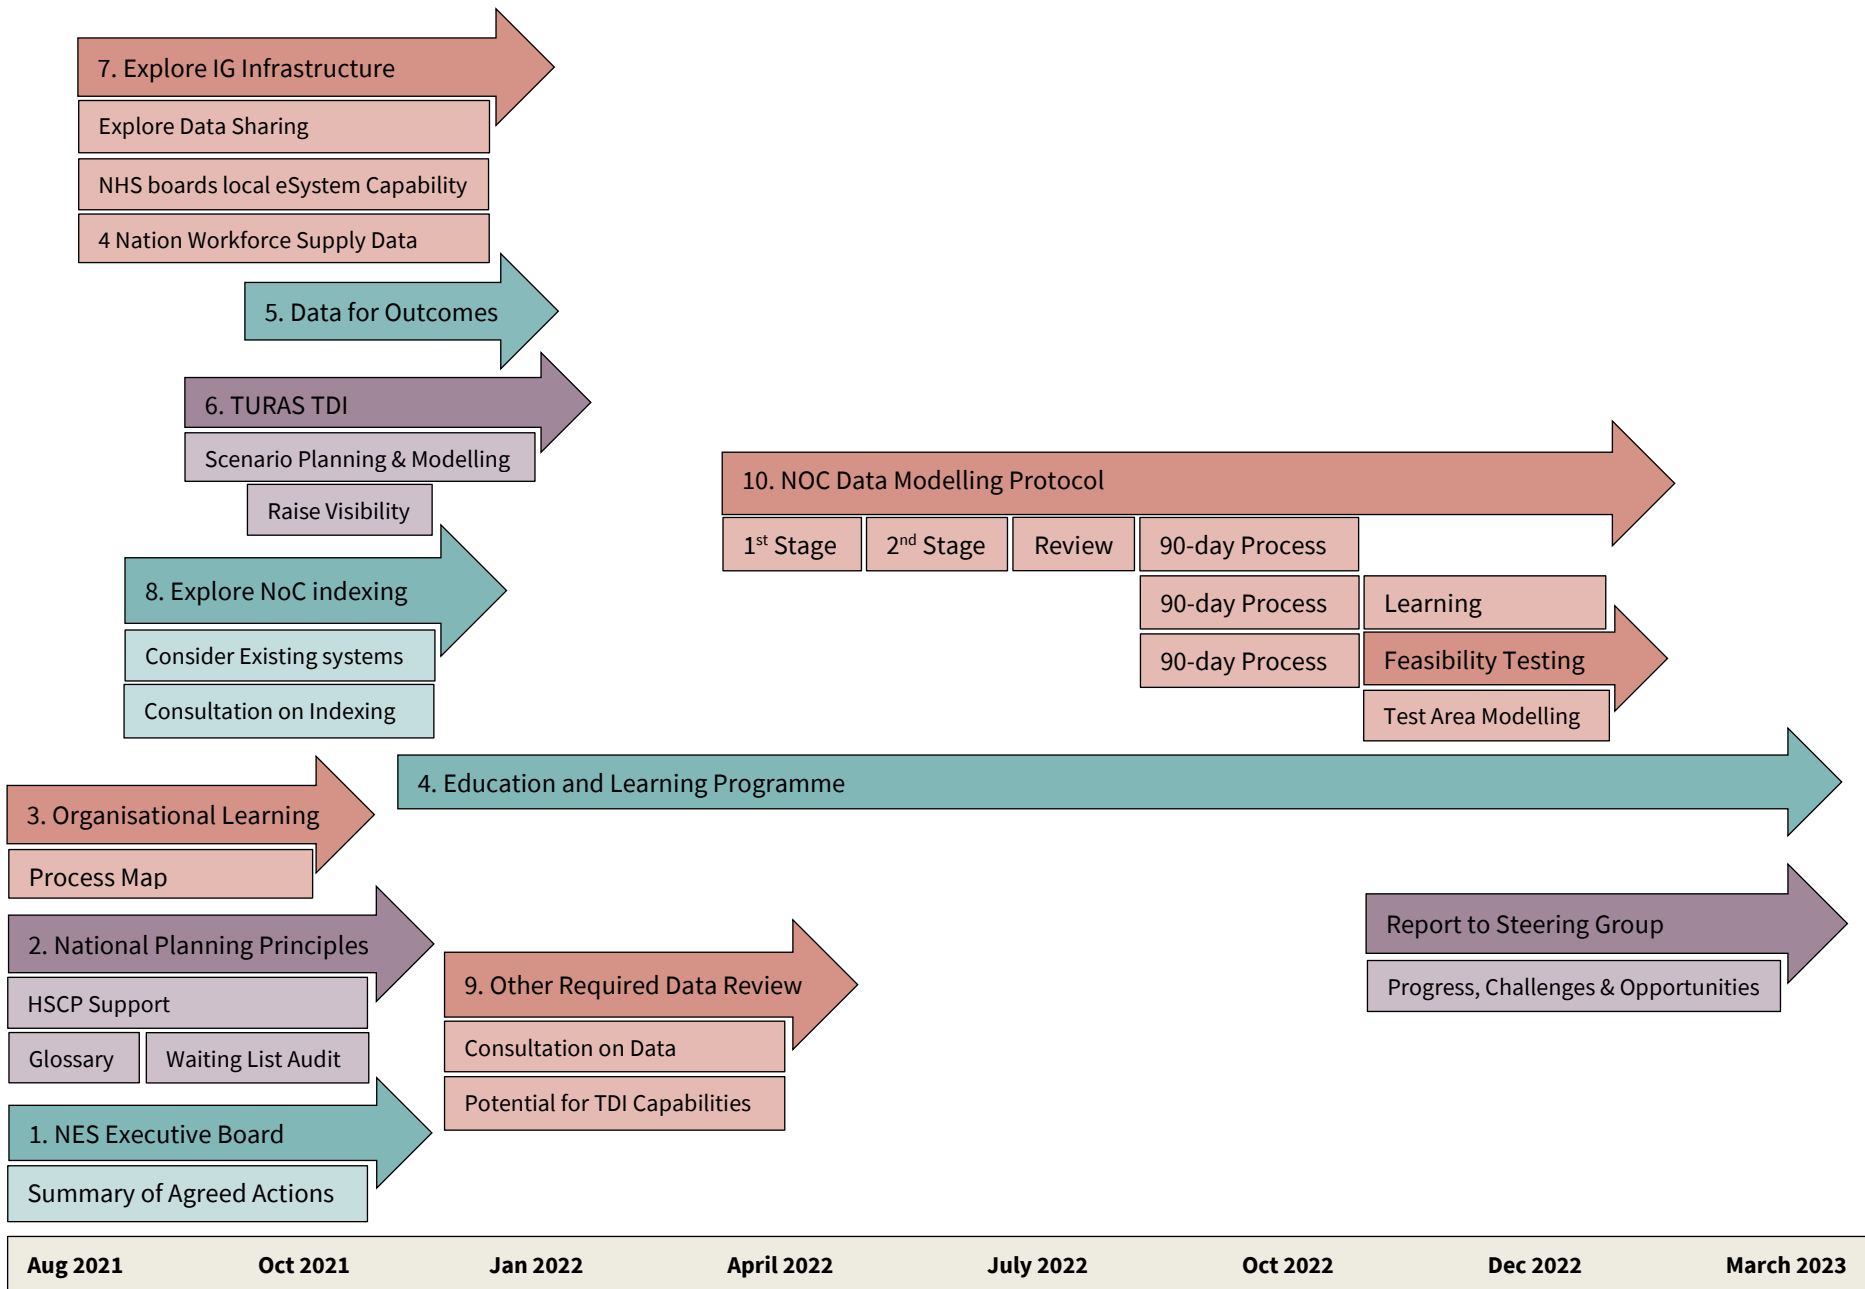 7. Explore IG Infrastructure
Explore Data Sharing
NHS boards local eSystem Capability
4 Nation Workforce Supply Data
5. Data for Outcomes
6. TURAS TDI
Scenario Planning & Modelling
Raise Visibility
8. Explore NoC indexing
Consider Existing systems
Consultation on Indexing
10. NOC Data Modelling Protocol
1st Stage
2nd Stage
Review
90-day Process
90-day Process
Learning
90-day Process
Feasibility Testing
Test Area Modelling
4. Education and Learning Programme
3. Organisational Learning
Process Map
2. National Planning Principles
HSCP Support
Glossary
Waiting List Audit
1. NES Executive Board
Summary of Agreed Actions
9. Other Required Data Review
Consultation on Data
Potential for TDI Capabilities
Report to Steering Group
Progress, Challenges & Opportunities
Aug 2021
Oct 2021
Jan 2022
April 2022
July 2022
Oct 2022
Dec 2022
March 2023